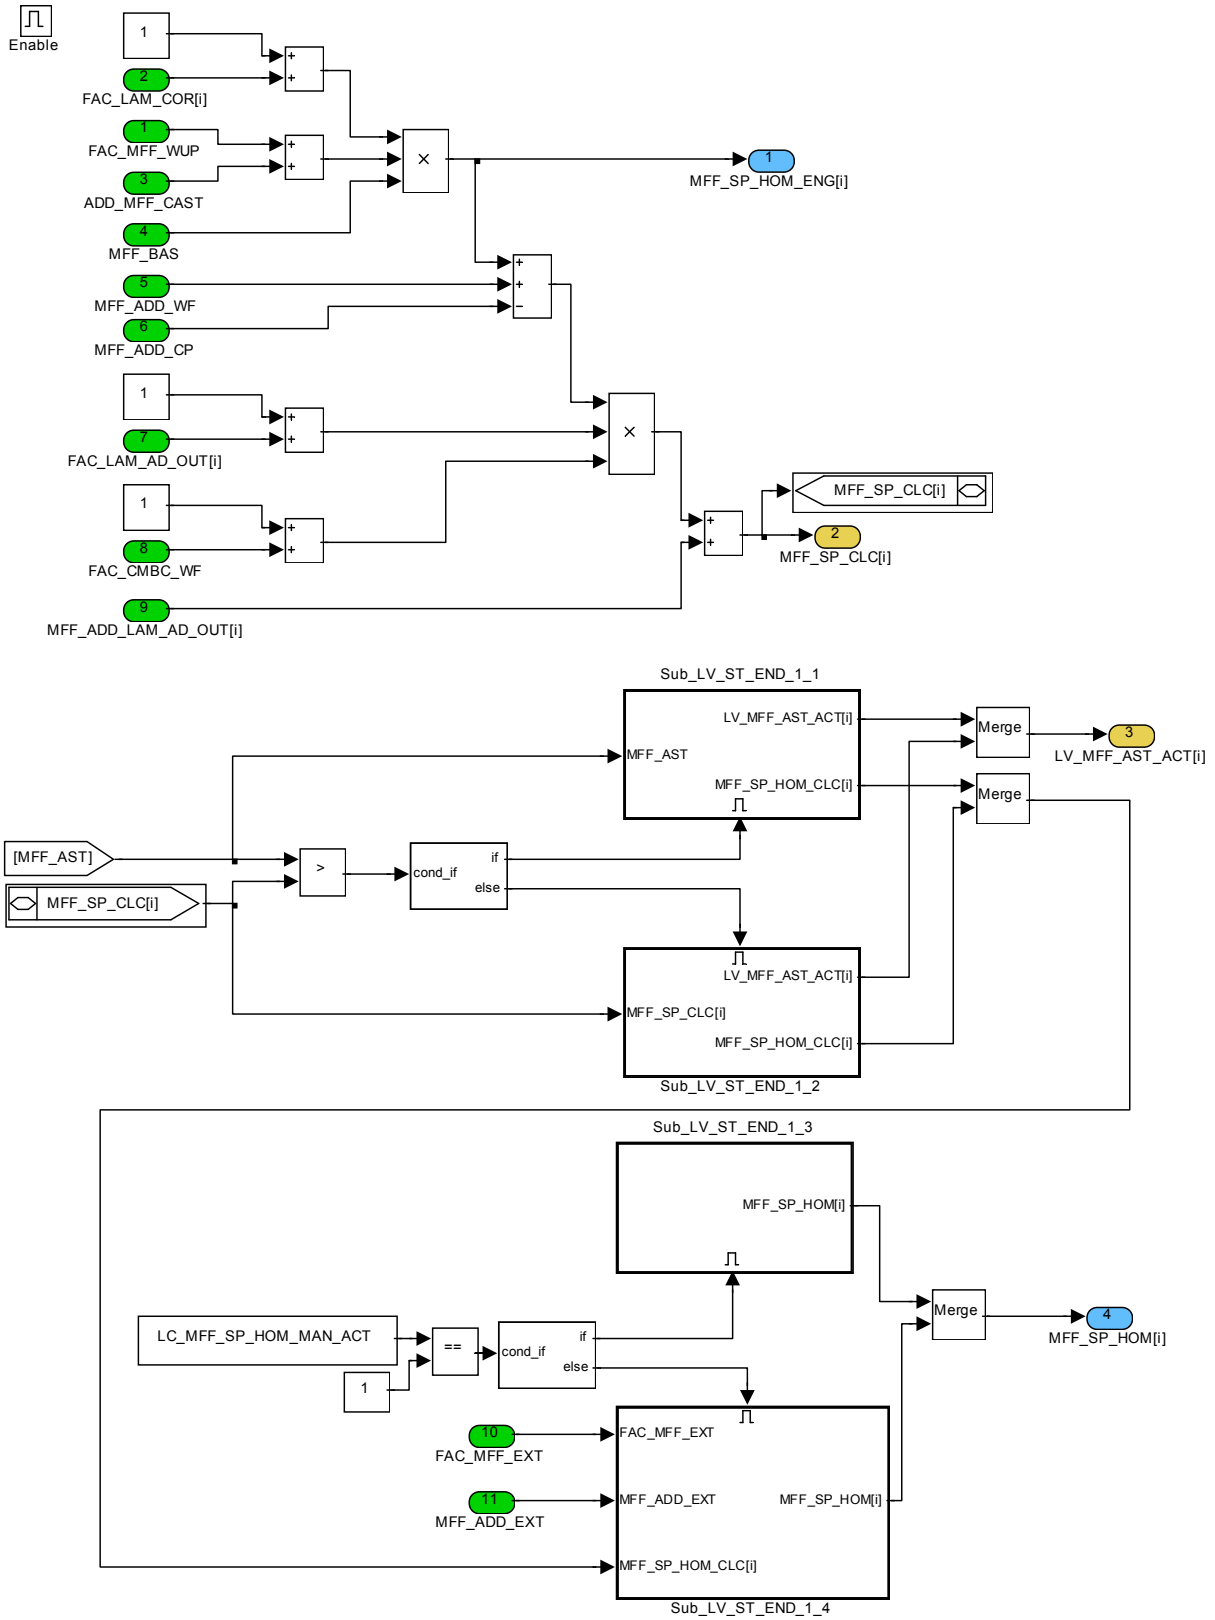 Enable
1
+
+
2
FAC_LAM_COR[i]
1
FAC_MFF_WUP
+
+
3
ADD_MFF_CAST
×
1
MFF_SP_HOM_ENG[i]
4
MFF_BAS
+
+
−
5
MFF_ADD_WF
6
MFF_ADD_CP
1
+
+
7
FAC_LAM_AD_OUT[i]
×
1
+
+
8
FAC_CMBC_WF
MFF_SP_CLC[i]
+
+
2
MFF_SP_CLC[i]
9
MFF_ADD_LAM_AD_OUT[i]
Sub_LV_ST_END_1_1
LV_MFF_AST_ACT[i]
MFF_AST
MFF_SP_HOM_CLC[i]
Merge
3
LV_MFF_AST_ACT[i]
Merge
[MFF_AST]
MFF_SP_CLC[i]
>
cond_if
if
else
LV_MFF_AST_ACT[i]
MFF_SP_CLC[i]
MFF_SP_HOM_CLC[i]
Sub_LV_ST_END_1_2
Sub_LV_ST_END_1_3
MFF_SP_HOM[i]
LC_MFF_SP_HOM_MAN_ACT
1
==
cond_if
if
else
Merge
4
MFF_SP_HOM[i]
10
FAC_MFF_EXT
11
MFF_ADD_EXT
FAC_MFF_EXT
MFF_ADD_EXT
MFF_SP_HOM[i]
MFF_SP_HOM_CLC[i]
Sub_LV_ST_END_1_4